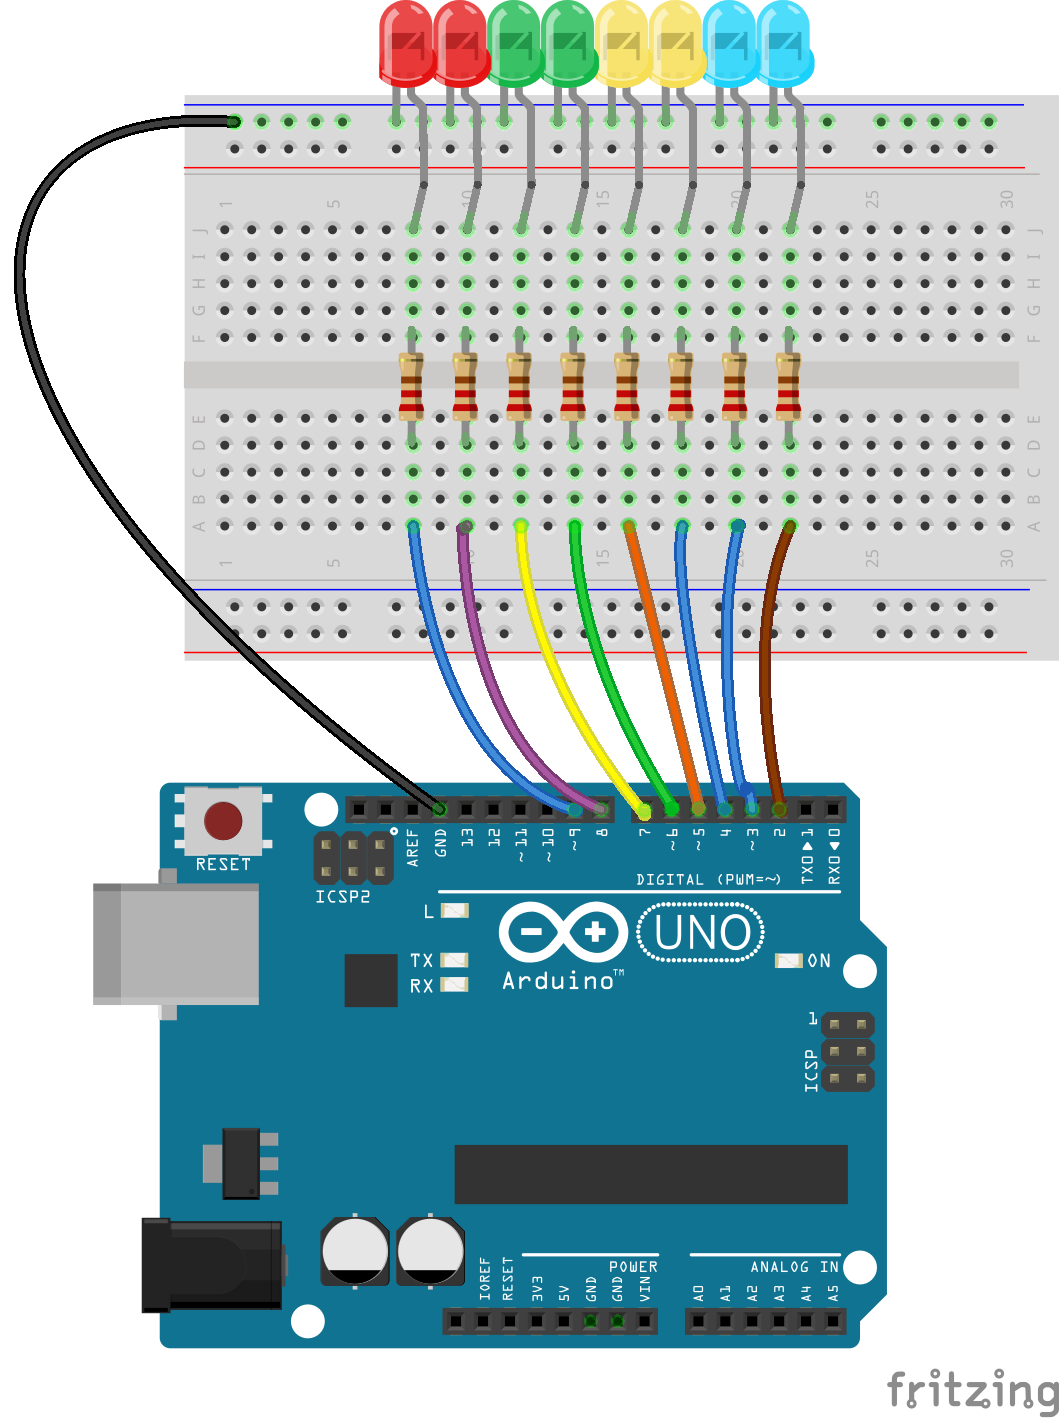 1 5 10 15 20 25 30
J J
I I
H H
G G
F F
E E
D D
C C
B B
A A
1 5 15 20 25 30
RESET
ICSP2
AREF
GND
13
12
~11
~10
~9
8
7
~6
~5
4
~3
2
TX0▶1
RX0◀0
DIGITAL (PWM=~)
L
TX
RX
UNO
Arduino™
ON
1
ICSP
IOREF
RESET
3V3
5V
GND
GND
VIN
POWER
ANALOG IN
A0
A1
A2
A3
A4
A5
fritzing